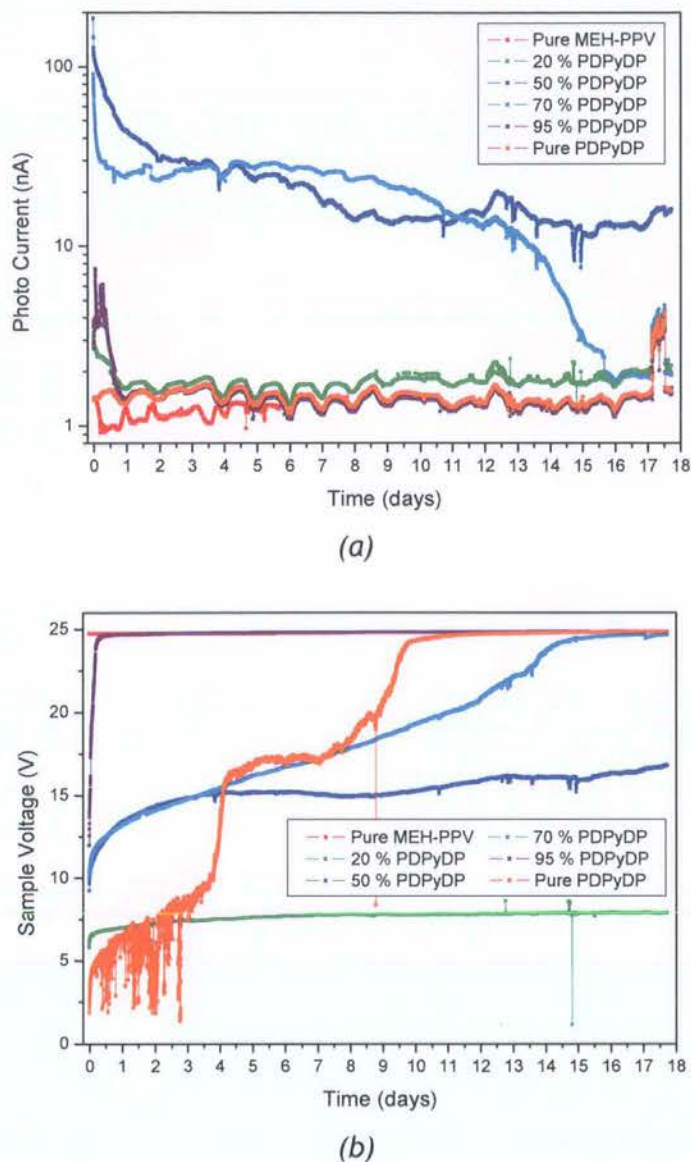 Pure MEH-PPV
20 % PDPyDP
50 % PDPyDP
70 % PDPyDP
95 % PDPyDP
Pure PDPyDP
Photo Current (nA)
100
10
1
0 1 2 3 4 5 6 7 8 9 10 11 12 13 14 15 16 17 18
Time (days)
(a)
Sample Voltage (V)
25
20
15
10
5
0
Pure MEH-PPV 70 % PDPyDP
20 % PDPyDP 95 % PDPyDP
50 % PDPyDP Pure PDPyDP
0 1 2 3 4 5 6 7 8 9 10 11 12 13 14 15 16 17 18
Time (days)
(b)